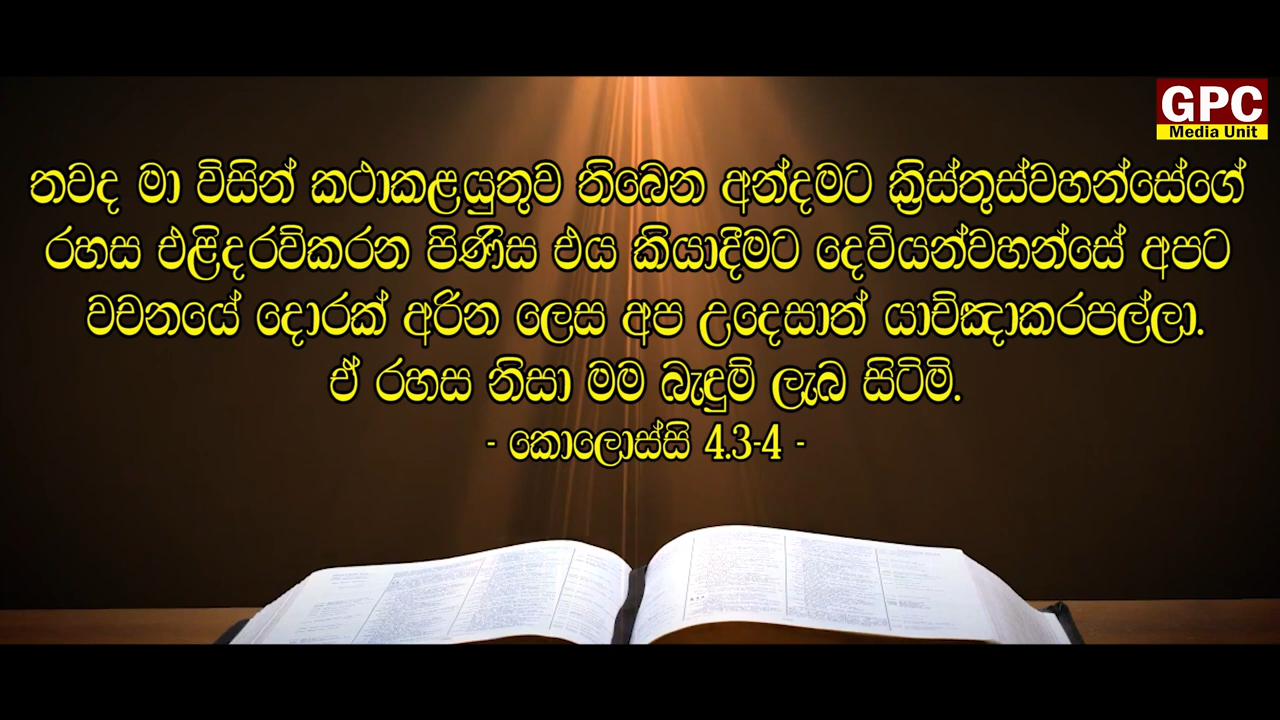 GPC
Media Unit
තවද මා විසින් කථාකළයුතුව තිබෙන අන්දමට ක්‍රිස්තුස්වහන්සේගේ
රහස එළිදරව්කරන පිණිස එය කියාදීමට දෙවියන්වහන්සේ අපට
වචනයේ දොරක් අරින ලෙස අප උදෙසාත් යාච්ඤාකරපල්ලා.
ඒ රහස නිසා මම බැඳුම් ලැබ සිටිමි.
- කොලොස්සි 4.3-4 -